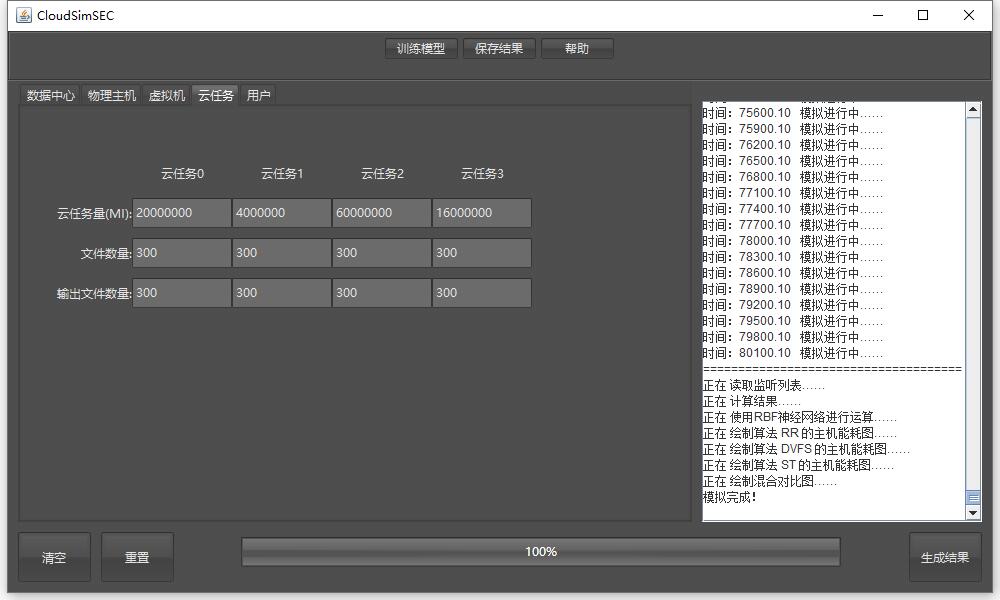 CloudSimSEC
训练模型 保存结果 帮助
数据中心 物理主机 虚拟机 云任务 用户
云任务0 云任务1 云任务2 云任务3
云任务量(MI): 20000000 4000000 60000000 16000000
文件数量: 300 300 300 300
输出文件数量: 300 300 300 300
时间：75600.10 模拟进行中……
时间：75900.10 模拟进行中……
时间：76200.10 模拟进行中……
时间：76500.10 模拟进行中……
时间：76800.10 模拟进行中……
时间：77100.10 模拟进行中……
时间：77400.10 模拟进行中……
时间：77700.10 模拟进行中……
时间：78000.10 模拟进行中……
时间：78300.10 模拟进行中……
时间：78600.10 模拟进行中……
时间：78900.10 模拟进行中……
时间：79200.10 模拟进行中……
时间：79500.10 模拟进行中……
时间：79800.10 模拟进行中……
时间：80100.10 模拟进行中……
=====================================
正在 读取监听列表……
正在 计算结果……
正在 使用RBF神经网络进行运算……
正在 绘制算法 RR 的主机能耗图……
正在 绘制算法 DVFS 的主机能耗图……
正在 绘制算法 ST 的主机能耗图……
正在 绘制混合对比图……
模拟完成！
清空 重置 100% 生成结果